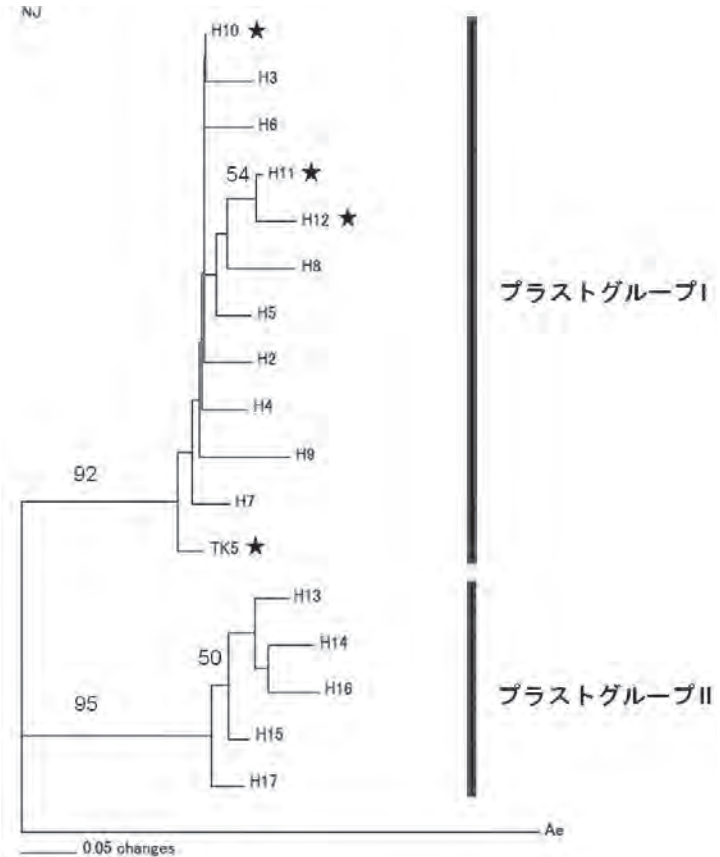 NJ
H10 ★
H3
H6
54
H11 ★
H12 ★
H8
プラストグループI
H5
H2
H4
H9
92
H7
TK5 ★
H13
H14
50
H16
プラストグループII
95
H15
H17
Ae
0.05 changes